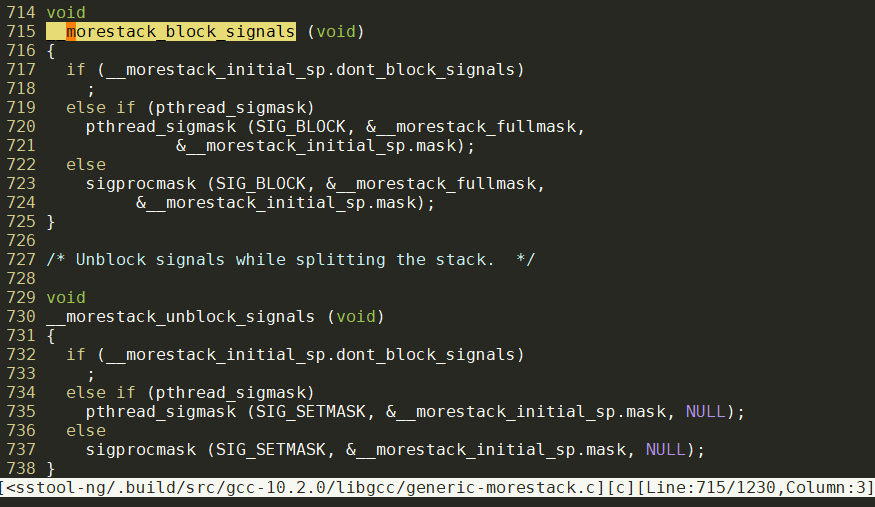 714 void
715 __morestack_block_signals (void)
716 {
717   if (__morestack_initial_sp.dont_block_signals)
718     ;
719   else if (pthread_sigmask)
720     pthread_sigmask (SIG_BLOCK, &__morestack_fullmask,
721              &__morestack_initial_sp.mask);
722   else
723     sigprocmask (SIG_BLOCK, &__morestack_fullmask,
724          &__morestack_initial_sp.mask);
725 }
726
727 /* Unblock signals while splitting the stack.  */
728
729 void
730 __morestack_unblock_signals (void)
731 {
732   if (__morestack_initial_sp.dont_block_signals)
733     ;
734   else if (pthread_sigmask)
735     pthread_sigmask (SIG_SETMASK, &__morestack_initial_sp.mask, NULL);
736   else
737     sigprocmask (SIG_SETMASK, &__morestack_initial_sp.mask, NULL);
738 }
[<sstool-ng/.build/src/gcc-10.2.0/libgcc/generic-morestack.c][c][Line:715/1230,Column:3]